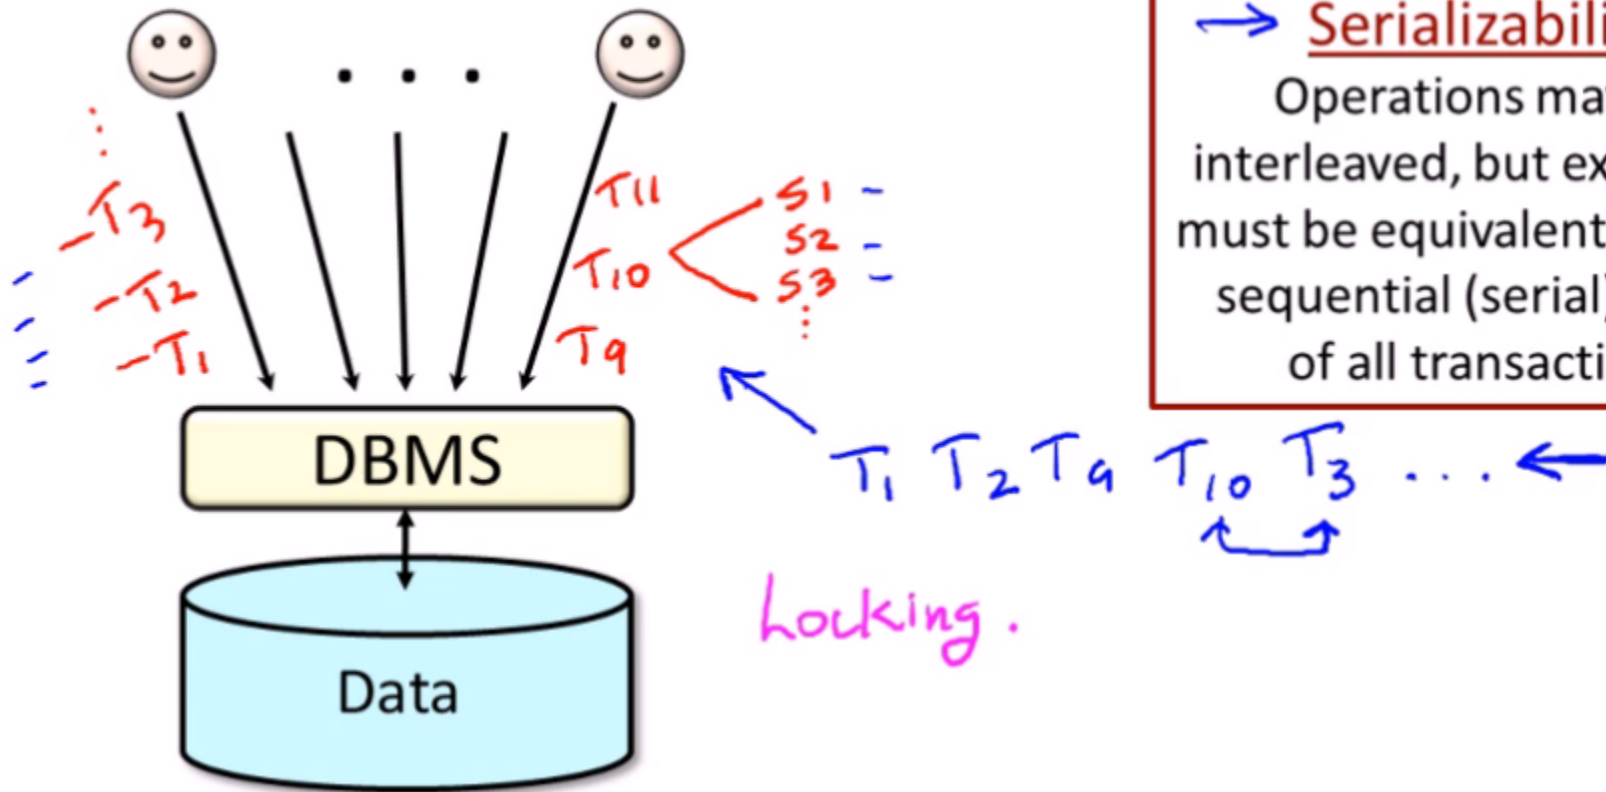 → Serializabili
Operations ma
interleaved, but ex
must be equivalent
sequential (serial)
of all transacti
T3
T2
T1
T11
T10
T9
S1
S2
S3
DBMS
T1 T2 T9 T10 T3 ...
Locking.
Data